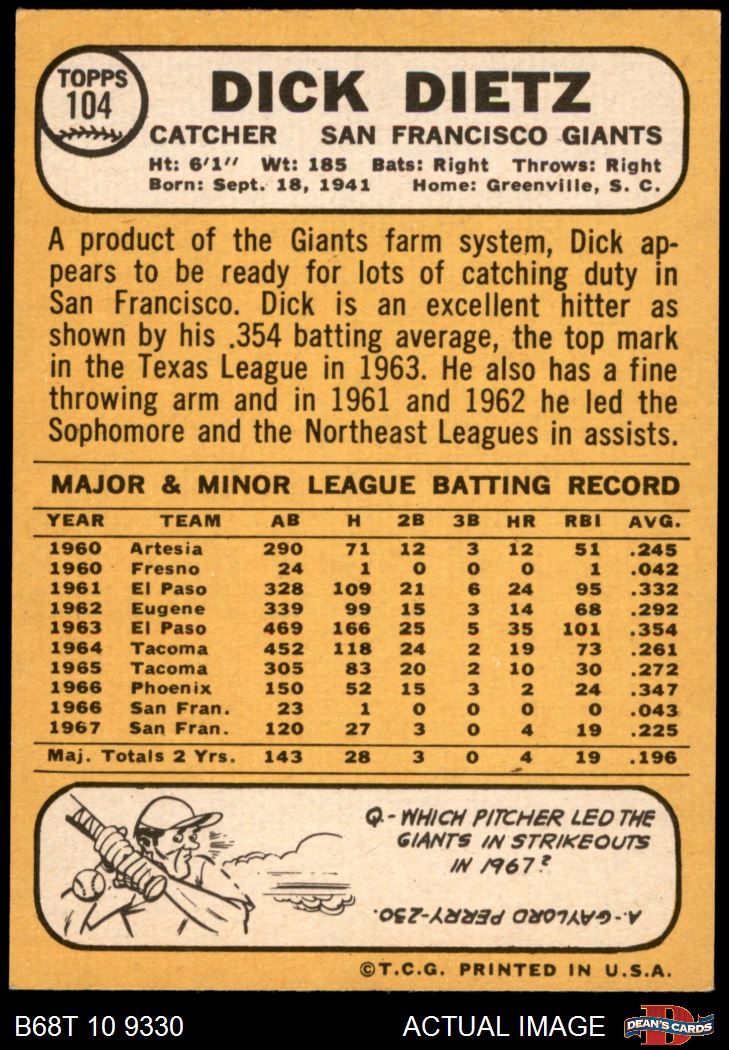 TOPPS
104
DICK DIETZ
CATCHER SAN FRANCISCO GIANTS
Ht: 6'1" Wt: 185 Bats: Right Throws: Right
Born: Sept. 18, 1941 Home: Greenville, S. C.
A product of the Giants farm system, Dick ap-
pears to be ready for lots of catching duty in
San Francisco. Dick is an excellent hitter as
shown by his .354 batting average, the top mark
in the Texas League in 1963. He also has a fine
throwing arm and in 1961 and 1962 he led the
Sophomore and the Northeast Leagues in assists.
MAJOR & MINOR LEAGUE BATTING RECORD
YEAR TEAM AB H 2B 3B HR RBI AVG.
1960 Artesia 290 71 12 3 12 51 .245
1960 Fresno 24 1 0 0 0 1 .042
1961 El Paso 328 109 21 6 24 95 .332
1962 Eugene 339 99 15 3 14 68 .292
1963 El Paso 469 166 25 5 35 101 .354
1964 Tacoma 452 118 24 2 19 73 .261
1965 Tacoma 305 83 20 2 10 30 .272
1966 Phoenix 150 52 15 3 2 24 .347
1966 San Fran. 23 1 0 0 0 0 .043
1967 San Fran. 120 27 3 0 4 19 .225
Maj. Totals 2 Yrs. 143 28 3 0 4 19 .196
Q.- WHICH PITCHER LED THE
GIANTS IN STRIKEOUTS
IN 1967?
A.-GAYLORD PERRY-230.
©T.C.G. PRINTED IN U.S.A.
B68T 10 9330 ACTUAL IMAGE
D
DEAN'S CARDS